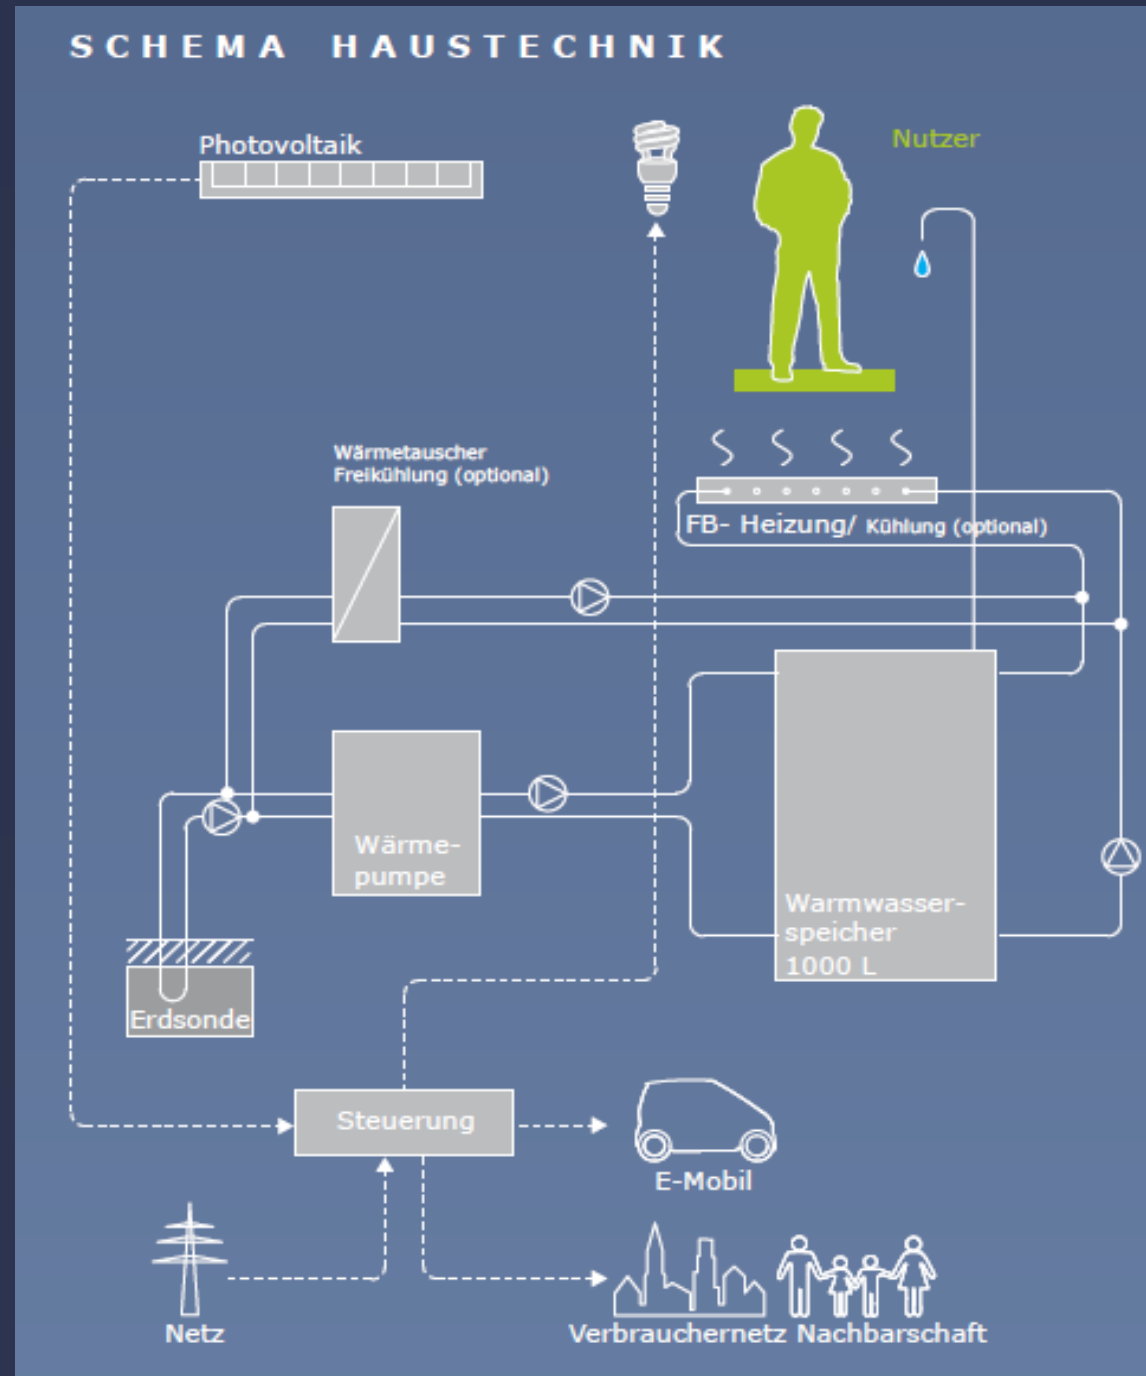 SCHEMA HAUSTECHNIK
Photovoltaik
Nutzer
Wärmetauscher
Freikühlung (optional)
FB- Heizung/ Kühlung (optional)
Wärme-
pumpe
Warmwasser-
speicher
1000 L
Erdsonde
Steuerung
E-Mobil
Netz
Verbrauchernetz Nachbarschaft